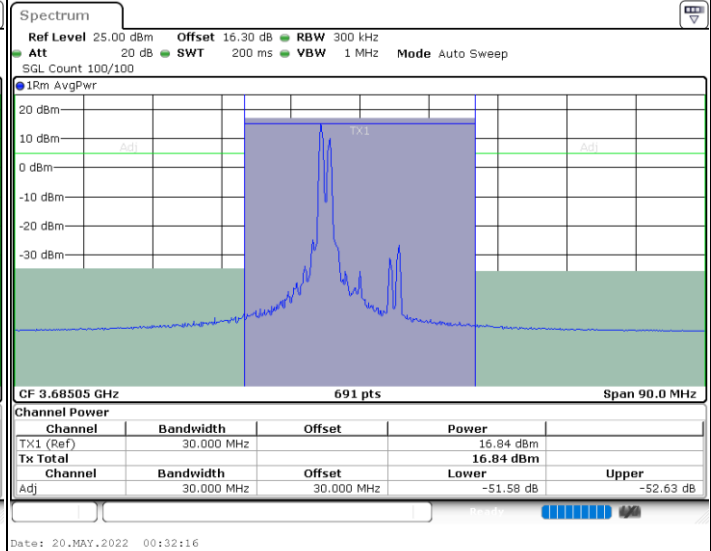 Spectrum
Ref Level 25.00 dBm Offset 16.30 dB RBW 300 kHz
Att 20 dB SWT 200 ms VBW 1 MHz Mode Auto Sweep
SGL Count 100/100
1Rm AvgPwr
20 dBm
TX1
10 dBm
Adj Adj
0 dBm
-10 dBm
-20 dBm
-30 dBm
CF 3.68505 GHz 691 pts Span 90.0 MHz
Channel Power
Channel Bandwidth Offset Power
TX1 (Ref) 30.000 MHz 16.84 dBm
Tx Total 16.84 dBm
Channel Bandwidth Offset Lower Upper
Adj 30.000 MHz 30.000 MHz -51.58 dB -52.63 dB
Ready
Date: 20.MAY.2022 00:32:16